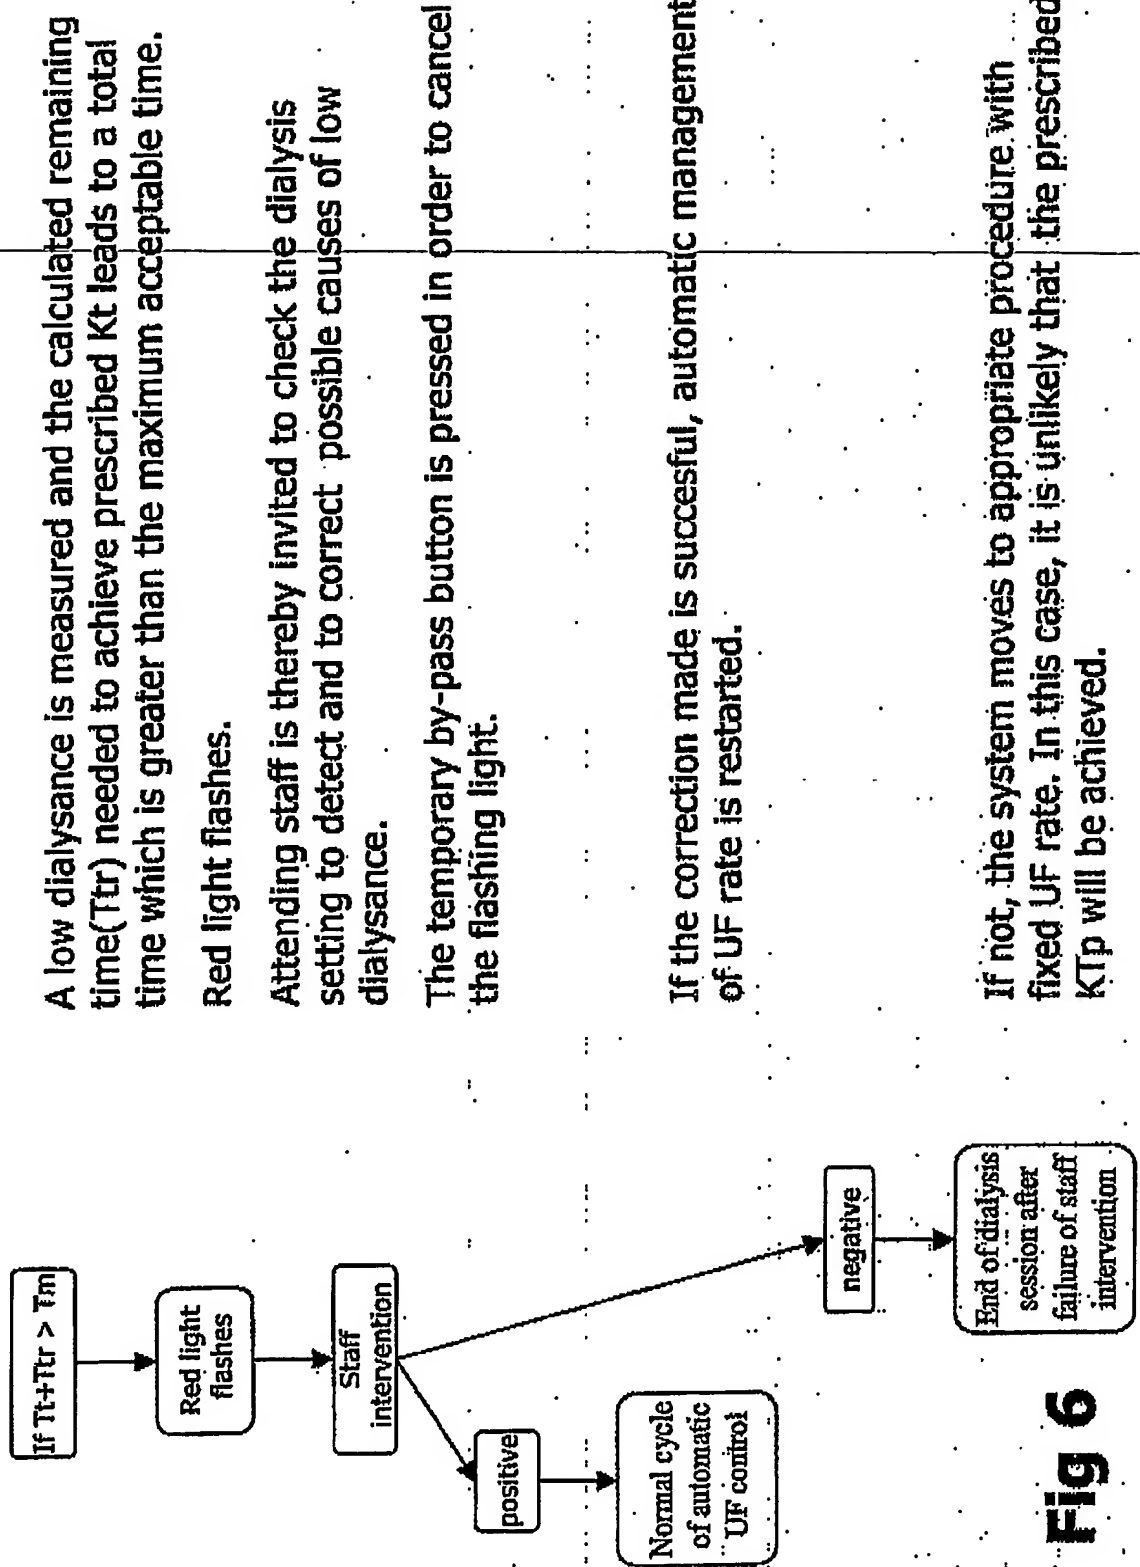 If Tt+Ttr > Tm
Red light
flashes
Staff
intervention
positive
negative
Normal cycle
of automatic
UF control
End of dialysis
session after
failure of staff
intervention
A low dialysance is measured and the calculated remaining
time(Ttr) needed to achieve prescribed Kt leads to a total
time which is greater than the maximum acceptable time.
Red light flashes.
Attending staff is thereby invited to check the dialysis
setting to detect and to correct possible causes of low
dialysance.
The temporary by-pass button is pressed in order to cancel
the flashing light.
If the correction made is succesful, automatic management
of UF rate is restarted.
If not, the system moves to appropriate procedure with
fixed UF rate. In this case, it is unlikely that the prescribed
KTp will be achieved.
Fig 6